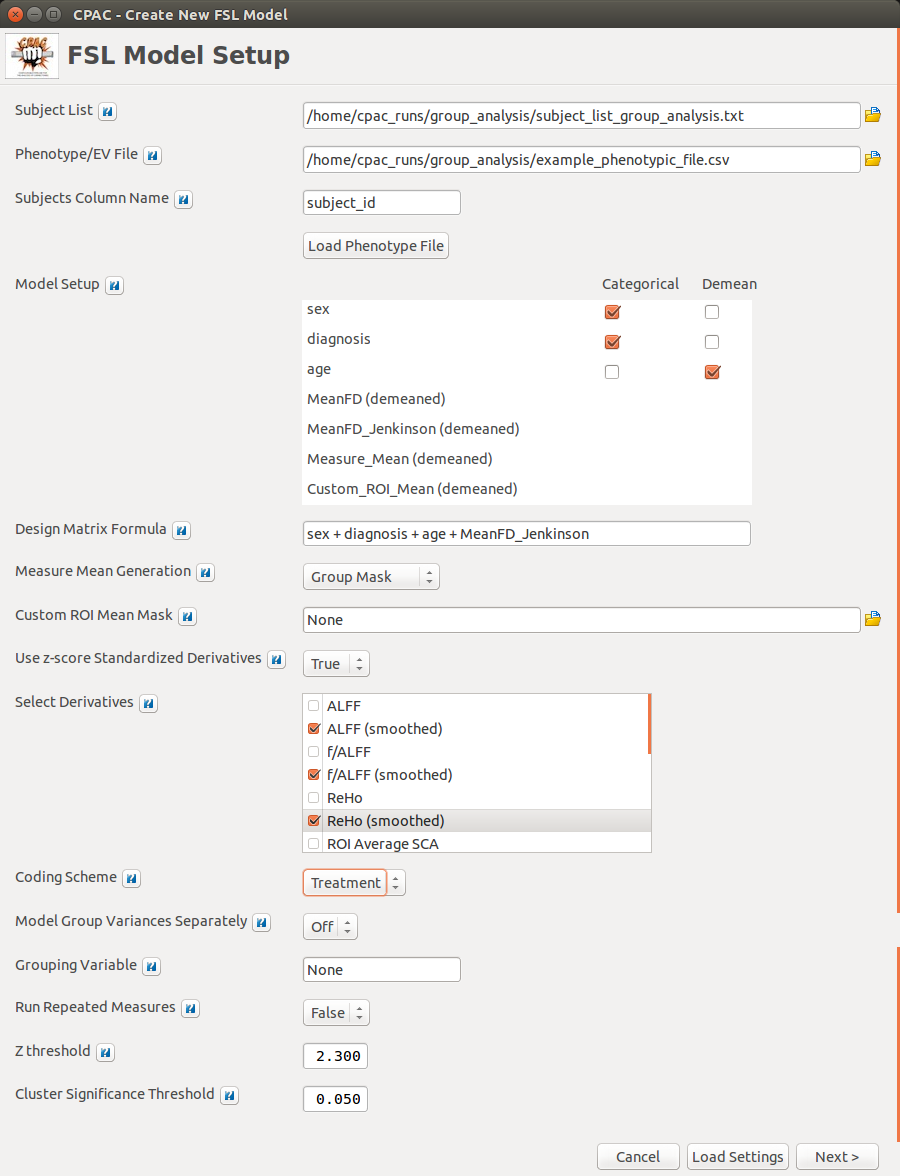 CPAC - Create New FSL Model
FSL Model Setup
Subject List ?
/home/cpac_runs/group_analysis/subject_list_group_analysis.txt
Phenotype/EV File ?
/home/cpac_runs/group_analysis/example_phenotypic_file.csv
Subjects Column Name ?
subject_id
Load Phenotype File
Model Setup ?
Categorical Demean
sex
diagnosis
age
MeanFD (demeaned)
MeanFD_Jenkinson (demeaned)
Measure_Mean (demeaned)
Custom_ROI_Mean (demeaned)
Design Matrix Formula ?
sex + diagnosis + age + MeanFD_Jenkinson
Measure Mean Generation ?
Group Mask
Custom ROI Mean Mask ?
None
Use z-score Standardized Derivatives ?
True
Select Derivatives ?
ALFF
ALFF (smoothed)
f/ALFF
f/ALFF (smoothed)
ReHo
ReHo (smoothed)
ROI Average SCA
Coding Scheme ?
Treatment
Model Group Variances Separately ?
Off
Grouping Variable ?
None
Run Repeated Measures ?
False
Z threshold ?
2.300
Cluster Significance Threshold ?
0.050
Cancel Load Settings Next >